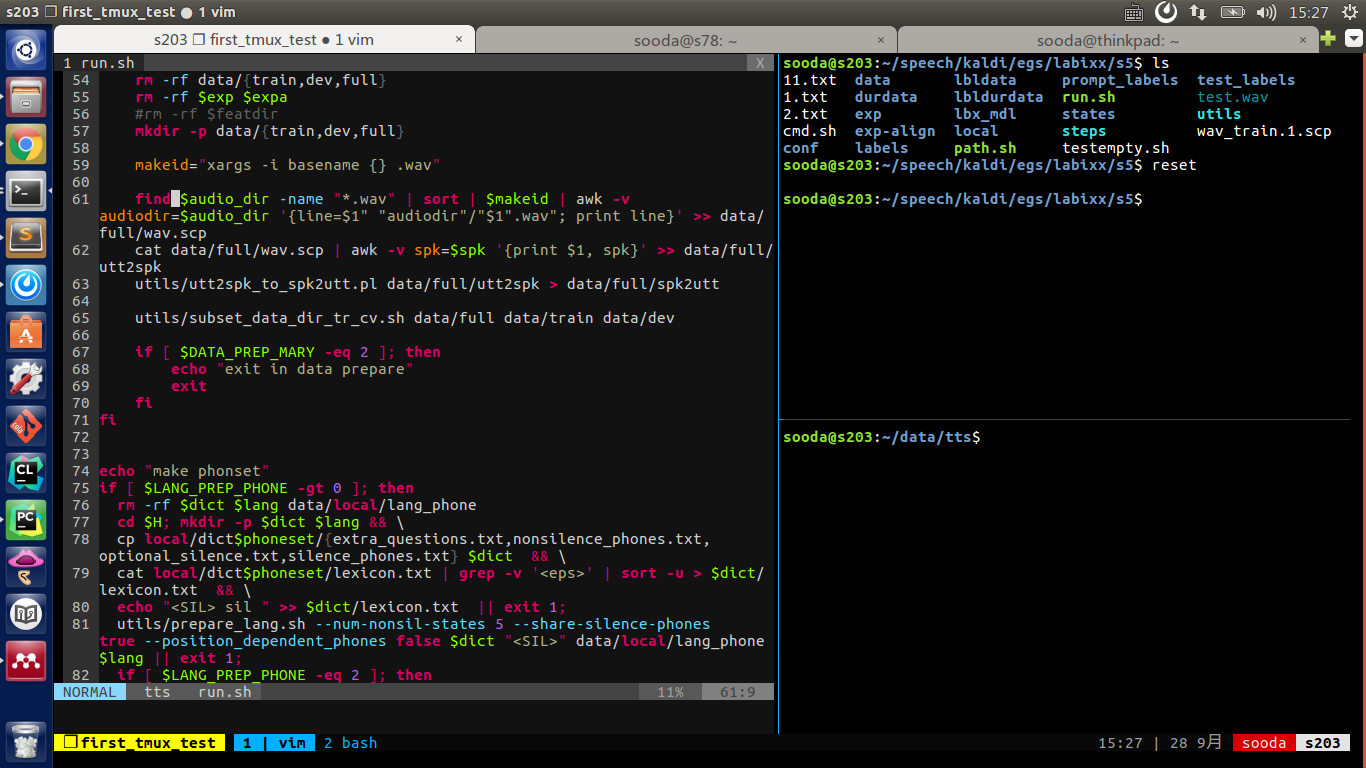 s203 ❐ first_tmux_test ● 1 vim
15:27
s203 ❐ first_tmux_test ● 1 vim ×
sooda@s78: ~ ×
sooda@thinkpad: ~ ×
1 run.sh X
54 rm -rf data/{train,dev,full}
55 rm -rf $exp $expa
56 #rm -rf $featdir
57 mkdir -p data/{train,dev,full}
58
59 makeid="xargs -i basename {} .wav"
60
61 find $audio_dir -name "*.wav" | sort | $makeid | awk -v
audiodir=$audio_dir '{line=$1" "audiodir"/"$1".wav"; print line}' >> data/
full/wav.scp
62 cat data/full/wav.scp | awk -v spk=$spk '{print $1, spk}' >> data/full/
utt2spk
63 utils/utt2spk_to_spk2utt.pl data/full/utt2spk > data/full/spk2utt
64
65 utils/subset_data_dir_tr_cv.sh data/full data/train data/dev
66
67 if [ $DATA_PREP_MARY -eq 2 ]; then
68 echo "exit in data prepare"
69 exit
70 fi
71 fi
72
73
74 echo "make phonset"
75 if [ $LANG_PREP_PHONE -gt 0 ]; then
76 rm -rf $dict $lang data/local/lang_phone
77 cd $H; mkdir -p $dict $lang && \
78 cp local/dict$phoneset/{extra_questions.txt,nonsilence_phones.txt,
optional_silence.txt,silence_phones.txt} $dict && \
79 cat local/dict$phoneset/lexicon.txt | grep -v '<eps>' | sort -u > $dict/
lexicon.txt && \
80 echo "<SIL> sil " >> $dict/lexicon.txt || exit 1;
81 utils/prepare_lang.sh --num-nonsil-states 5 --share-silence-phones
true --position_dependent_phones false $dict "<SIL>" data/local/lang_phone
$lang || exit 1;
82 if [ $LANG_PREP_PHONE -eq 2 ]; then
NORMAL tts run.sh 11% 61:9
sooda@s203:~/speech/kaldi/egs/labixx/s5$ ls
11.txt data lbldata prompt_labels test_labels
1.txt durdata lbldurdata run.sh test.wav
2.txt exp lbx_mdl states utils
cmd.sh exp-align local steps wav_train.1.scp
conf labels path.sh testempty.sh
sooda@s203:~/speech/kaldi/egs/labixx/s5$ reset
sooda@s203:~/speech/kaldi/egs/labixx/s5$
sooda@s203:~/data/tts$
❐first_tmux_test 1 | vim 2 bash 15:27 | 28 9月 sooda s203
CL
PC